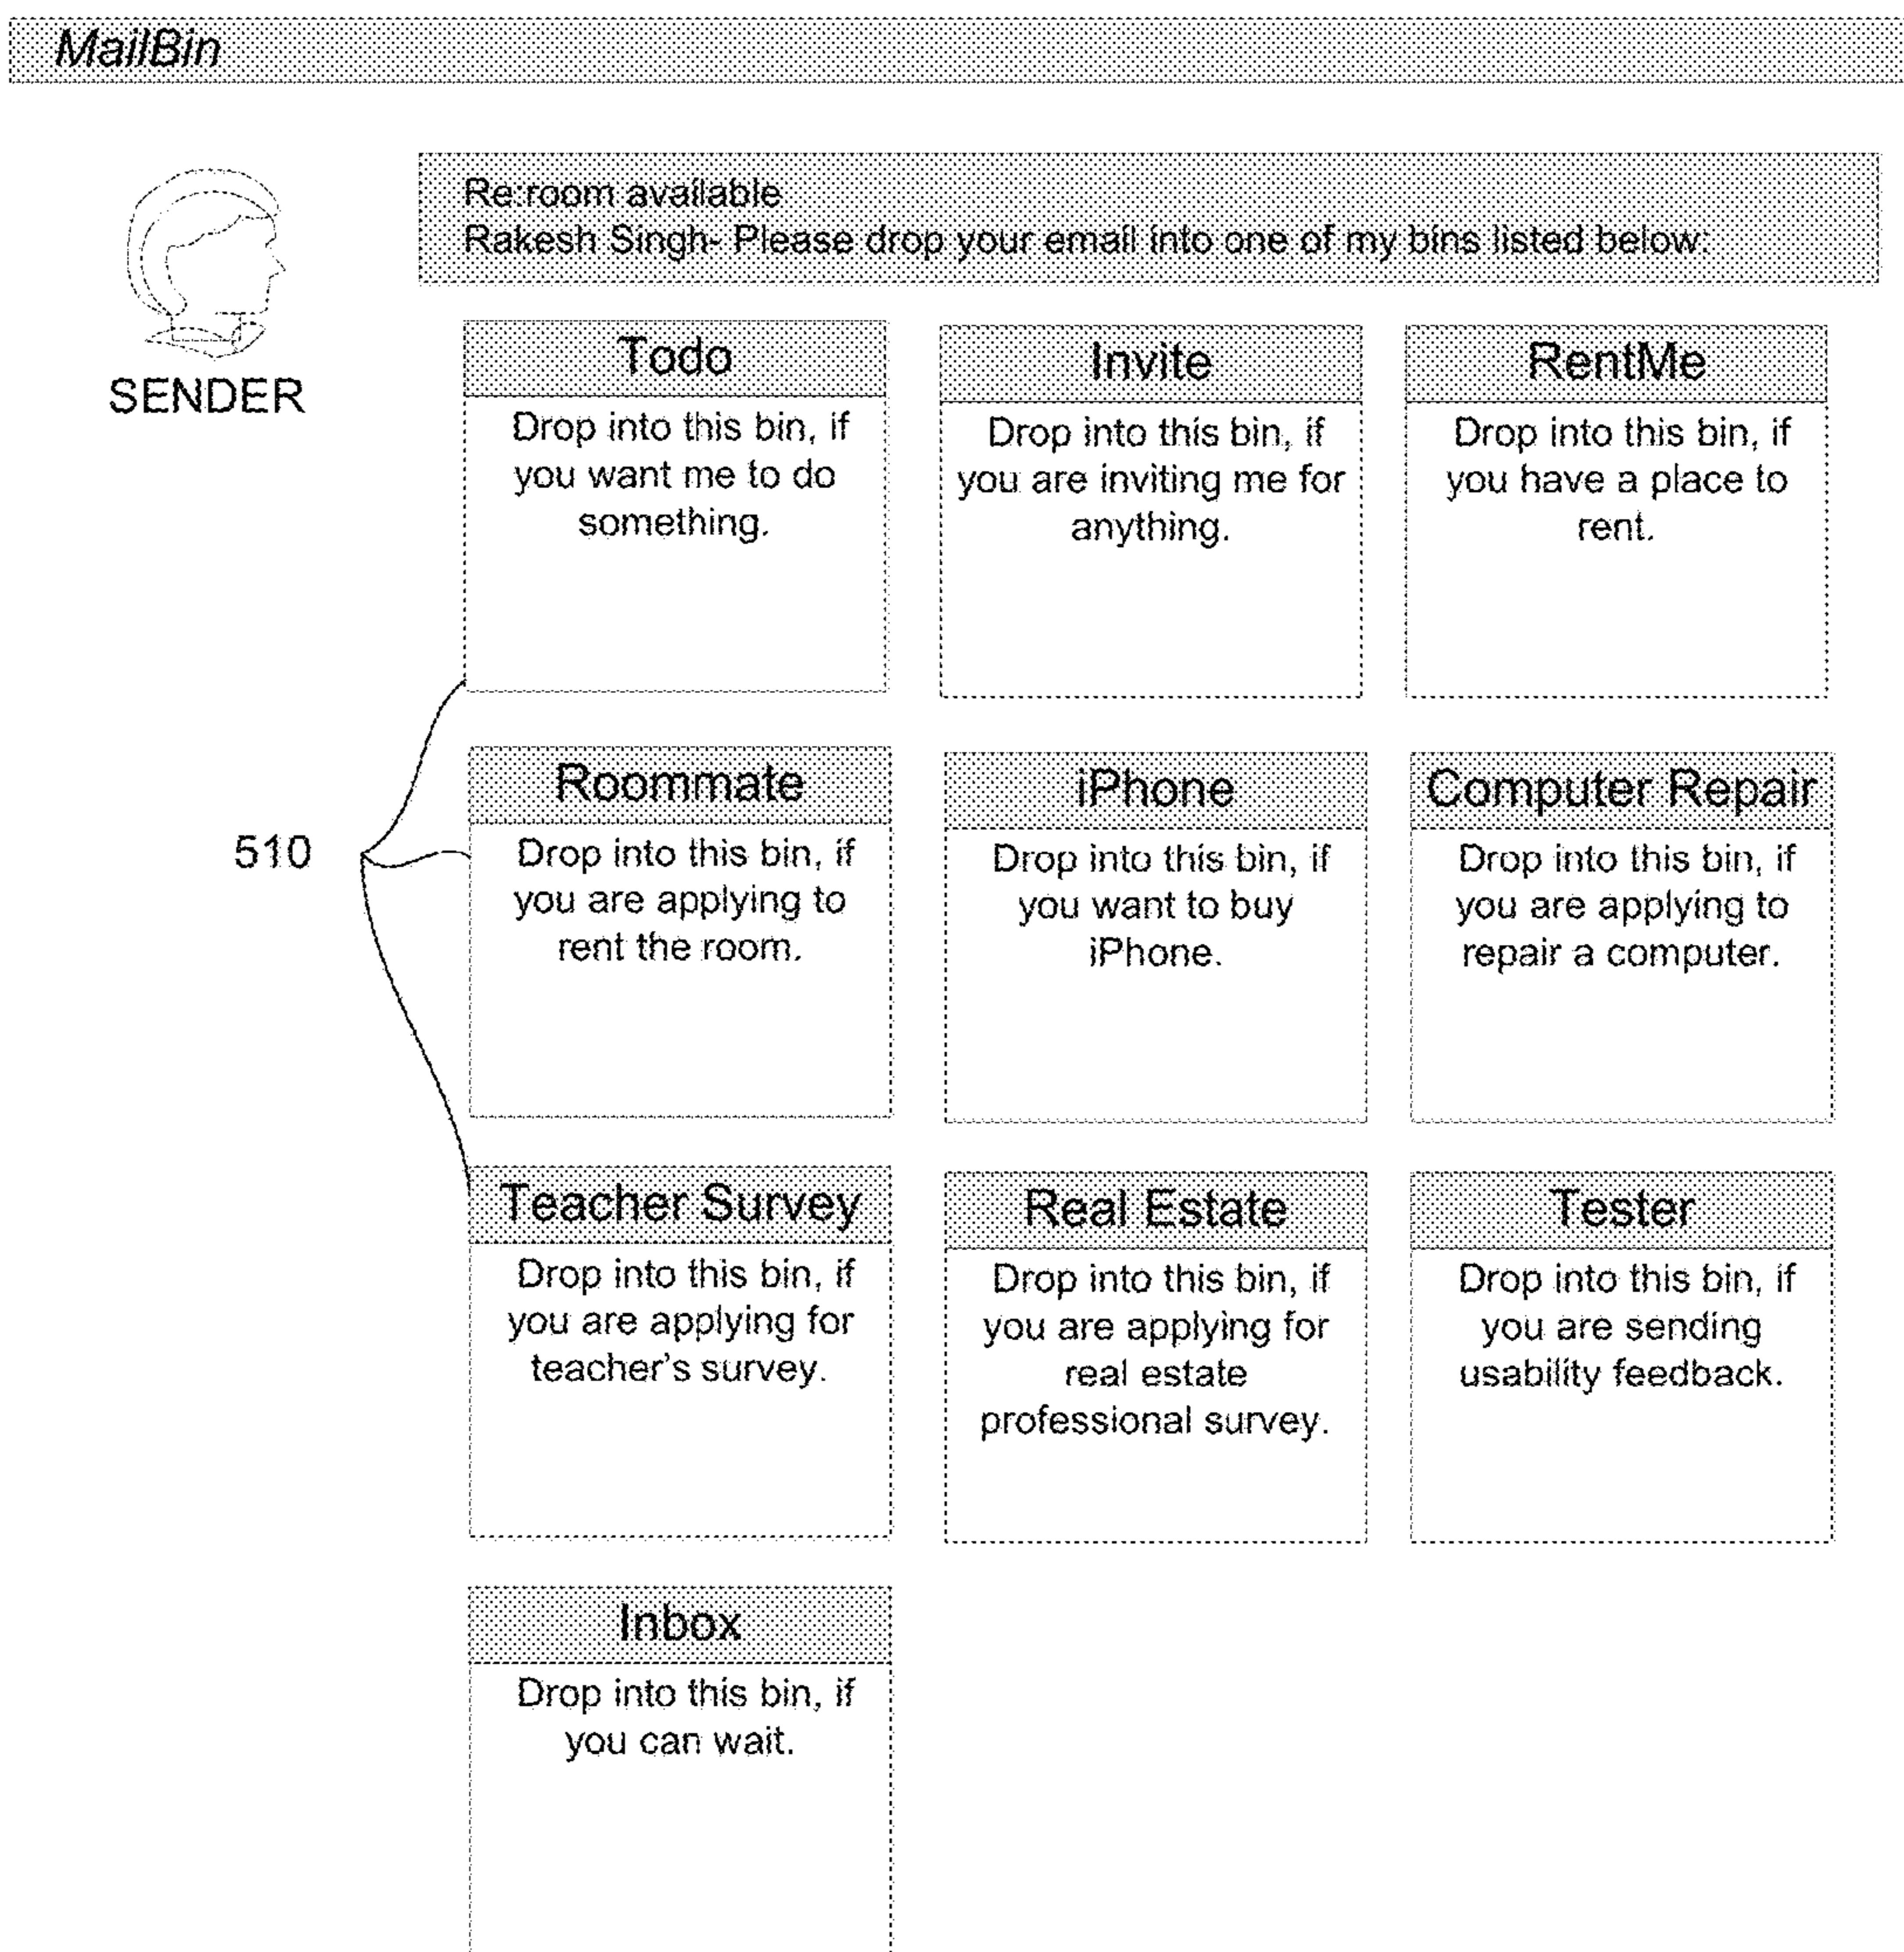 MailBin
Re:room available
Rakesh Singh- Please drop your email into one of my bins listed below:
SENDER
Todo
Drop into this bin, if
you want me to do
something.
Invite
Drop into this bin, if
you are inviting me for
anything.
RentMe
Drop into this bin, if
you have a place to
rent.
510
Roommate
Drop into this bin, if
you are applying to
rent the room.
iPhone
Drop into this bin, if
you want to buy
iPhone.
Computer Repair
Drop into this bin, if
you are applying to
repair a computer.
Teacher Survey
Drop into this bin, if
you are applying for
teacher's survey.
Real Estate
Drop into this bin, if
you are applying for
real estate
professional survey.
Tester
Drop into this bin, if
you are sending
usability feedback.
Inbox
Drop into this bin, if
you can wait.